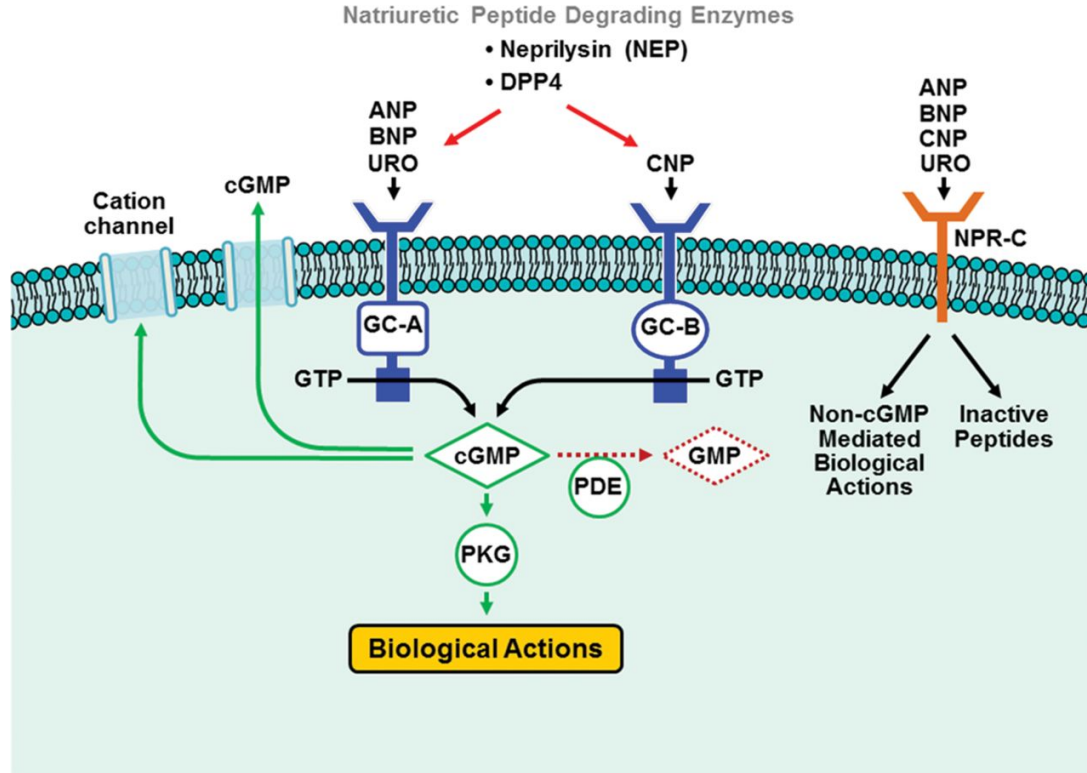 Natriuretic Peptide Degrading Enzymes
• Neprilysin (NEP)
• DPP4
ANP
BNP
URO
CNP
ANP
BNP
CNP
URO
cGMP
Cation
channel
NPR-C
GC-A
GC-B
GTP
GTP
cGMP
GMP
PDE
PKG
Non-cGMP
Mediated
Biological
Actions
Inactive
Peptides
Biological Actions